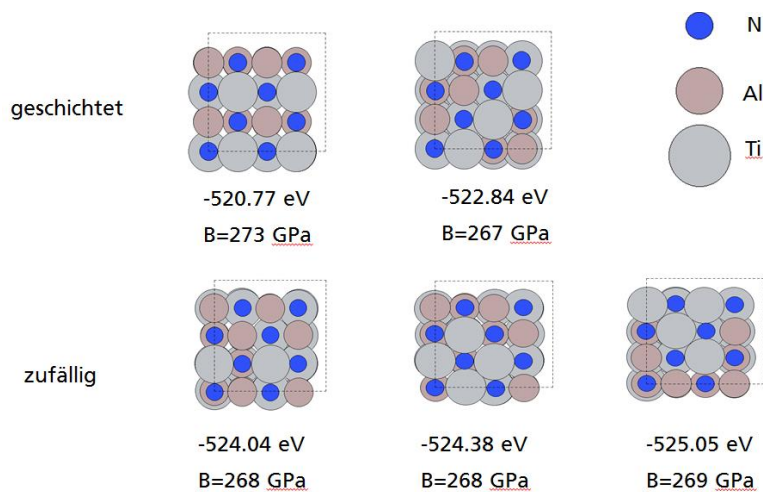 N
geschichtet
Al
Ti
-520.77 eV
-522.84 eV
B=273 GPa
B=267 GPa
zufällig
-524.04 eV
-524.38 eV
-525.05 eV
B=268 GPa
B=268 GPa
B=269 GPa